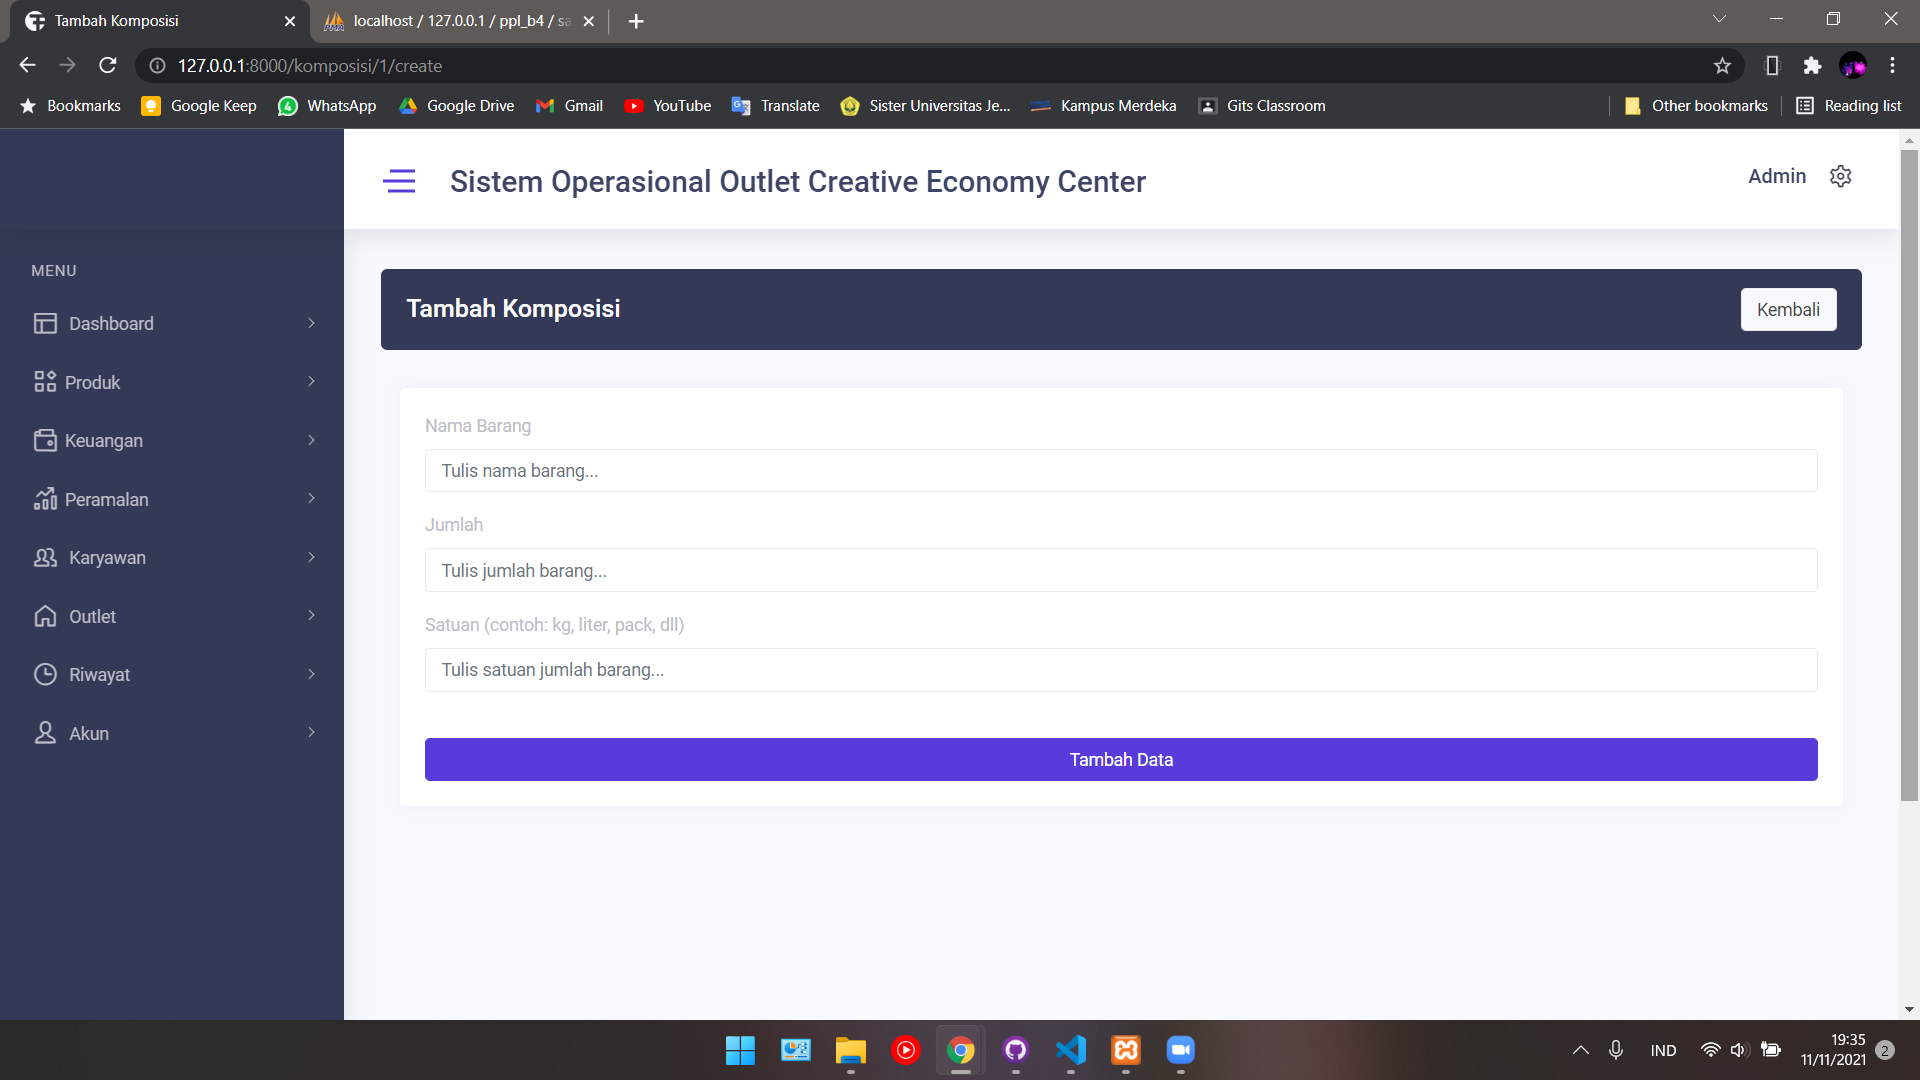 Tambah Komposisi
localhost / 127.0.0.1 / ppl_b4 / sa
127.0.0.1:8000/komposisi/1/create
Bookmarks
Google Keep
WhatsApp
Google Drive
Gmail
YouTube
Translate
Sister Universitas Je...
Kampus Merdeka
Gits Classroom
Other bookmarks
Reading list
Sistem Operasional Outlet Creative Economy Center
Admin
MENU
Dashboard
Produk
Keuangan
Peramalan
Karyawan
Outlet
Riwayat
Akun
Tambah Komposisi
Kembali
Nama Barang
Tulis nama barang...
Jumlah
Tulis jumlah barang...
Satuan (contoh: kg, liter, pack, dll)
Tulis satuan jumlah barang...
Tambah Data
IND
19:35
11/11/2021
2